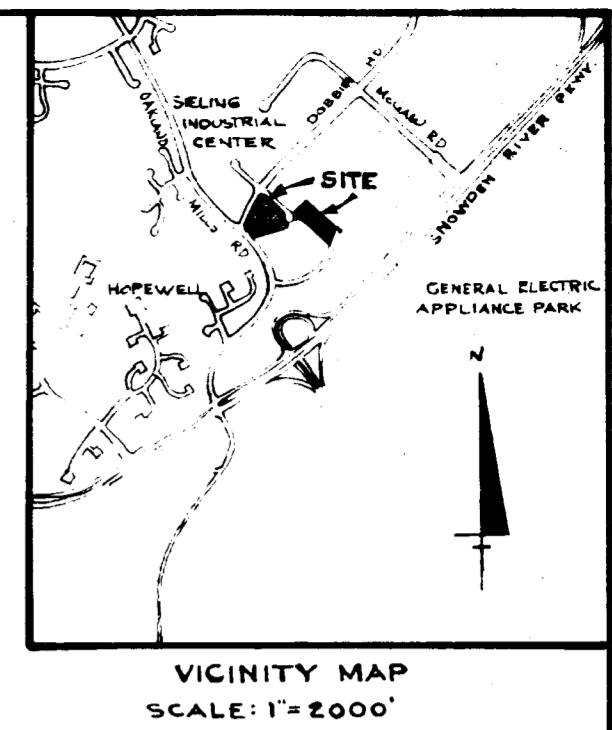 SIELING
INDUSTRIAL
CENTER
OAKLAND
MILLS
RD
DOBBIN RD
McGAW RD
SNOWDEN RIVER PKWY
SITE
HOPEWELL
GENERAL ELECTRIC
APPLIANCE PARK
N
VICINITY MAP
SCALE: 1"= 2000'